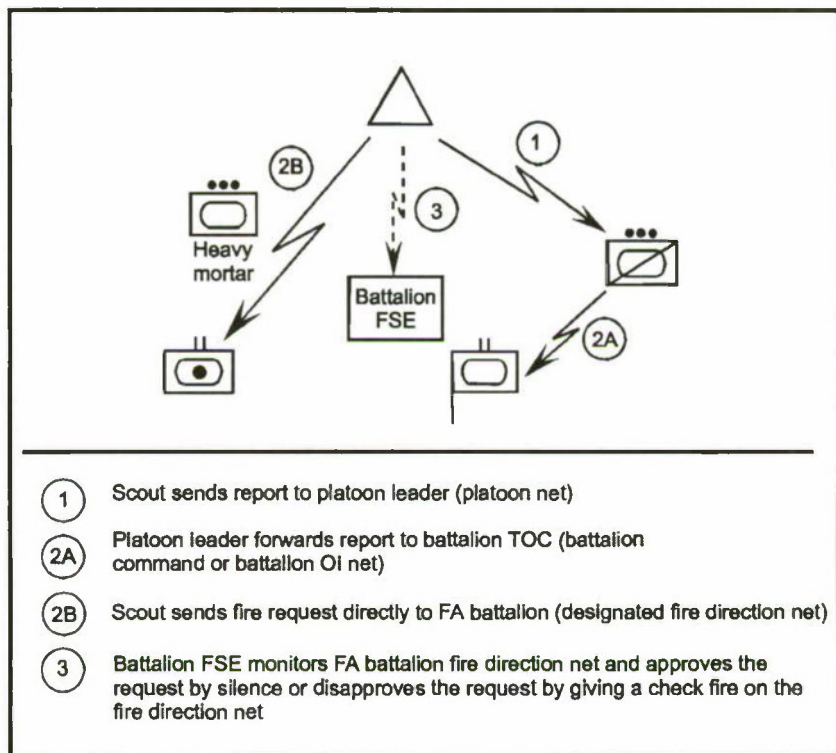 1
2B
3
Heavy
mortar
Battalion
FSE
2A
1 Scout sends report to platoon leader (platoon net)
2A Platoon leader forwards report to battalion TOC (battalion
command or battalion OI net)
2B Scout sends fire request directly to FA battalion (designated fire direction net)
3 Battalion FSE monitors FA battalion fire direction net and approves the
request by silence or disapproves the request by giving a check fire on the
fire direction net